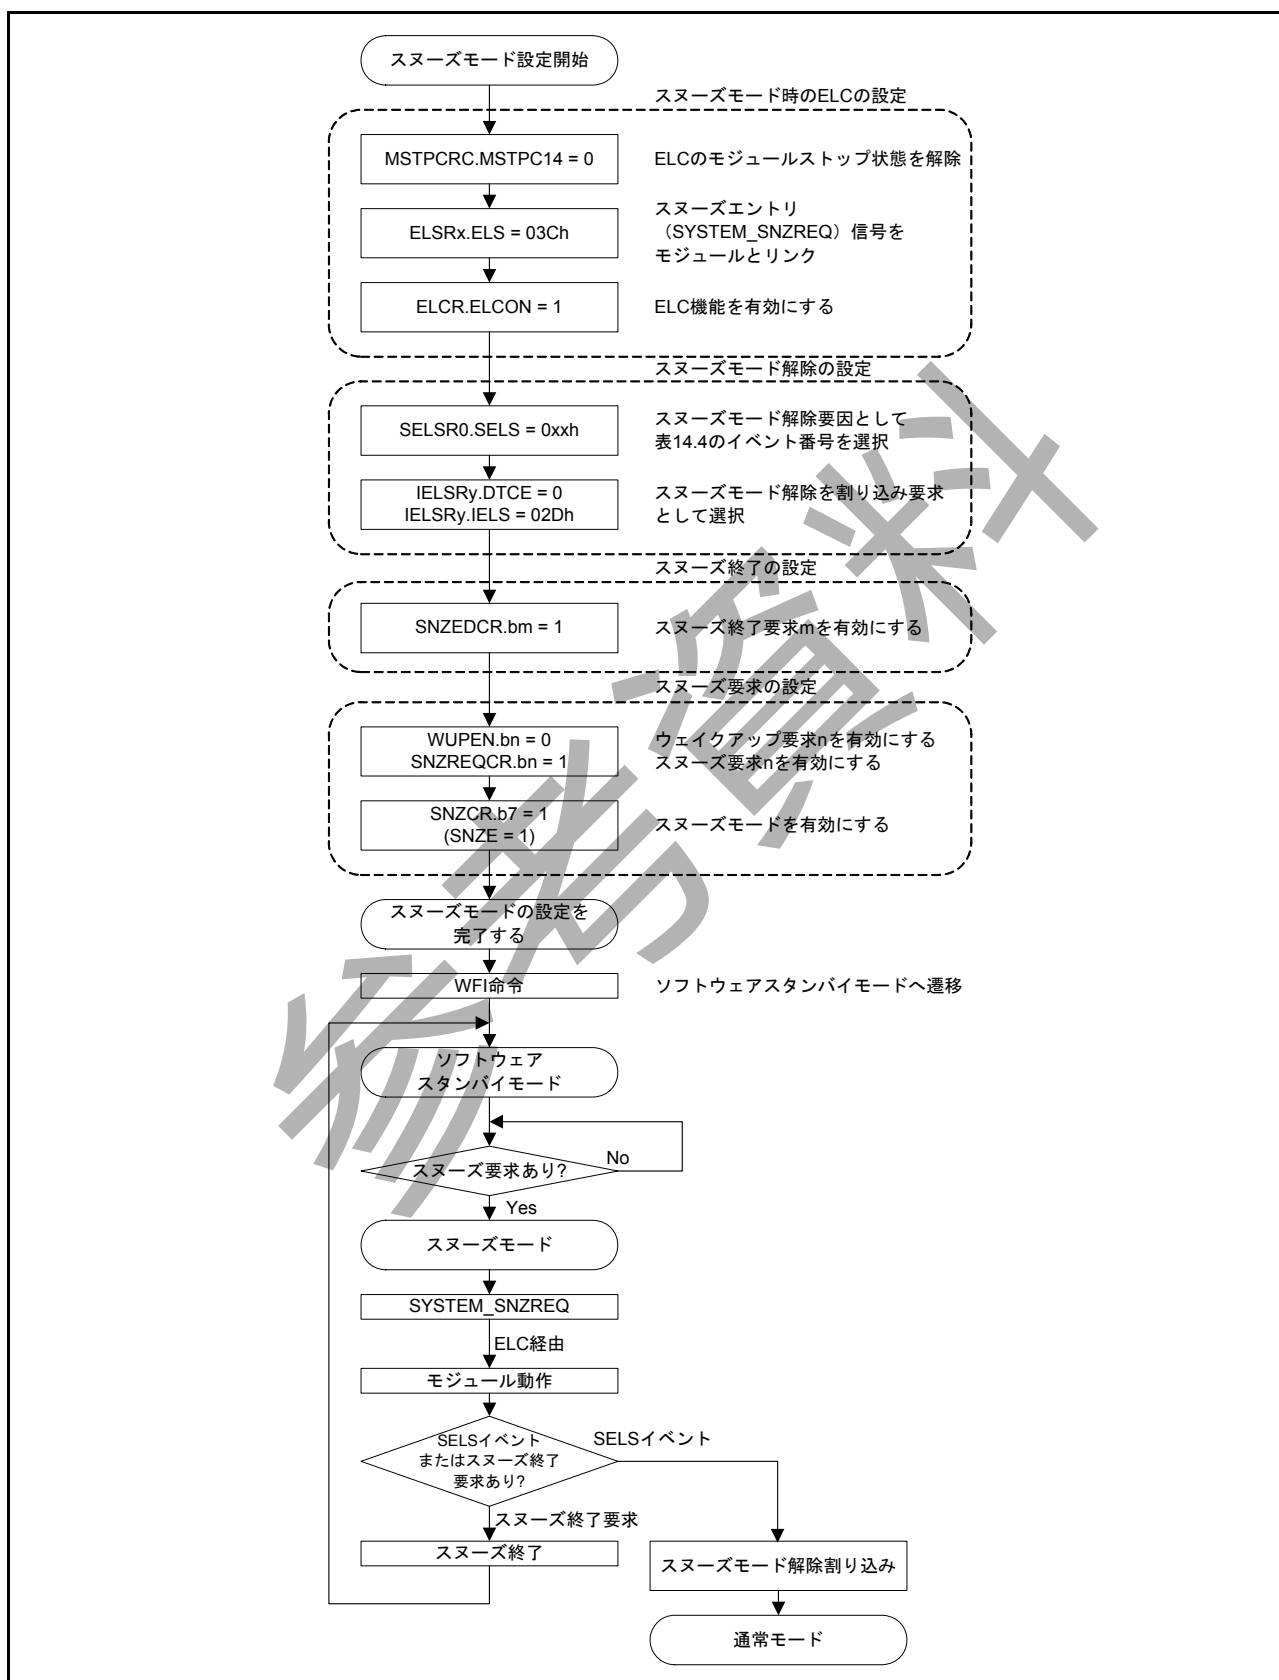 スヌーズモード設定開始
スヌーズモード時のELCの設定
MSTPCRC.MSTPC14 = 0
ELCのモジュールストップ状態を解除
ELSRx.ELS = 03Ch
スヌーズエントリ
（SYSTEM_SNZREQ）信号を
モジュールとリンク
ELCR.ELCON = 1
ELC機能を有効にする
スヌーズモード解除の設定
SELSR0.SELS = 0xxh
スヌーズモード解除要因として
表14.4のイベント番号を選択
IELSRy.DTCE = 0
IELSRy.IELS = 02Dh
スヌーズモード解除を割り込み要求
として選択
スヌーズ終了の設定
SNZEDCR.bm = 1
スヌーズ終了要求mを有効にする
スヌーズ要求の設定
WUPEN.bn = 0
SNZREQCR.bn = 1
ウェイクアップ要求nを有効にする
スヌーズ要求nを有効にする
SNZCR.b7 = 1
(SNZE = 1)
スヌーズモードを有効にする
スヌーズモードの設定を
完了する
WFI命令
ソフトウェアスタンバイモードへ遷移
ソフトウェア
スタンバイモード
スヌーズ要求あり?
No
Yes
スヌーズモード
SYSTEM_SNZREQ
ELC経由
モジュール動作
SELSイベント
またはスヌーズ終了
要求あり?
SELSイベント
スヌーズ終了要求
スヌーズ終了
スヌーズモード解除割り込み
通常モード
参考資料